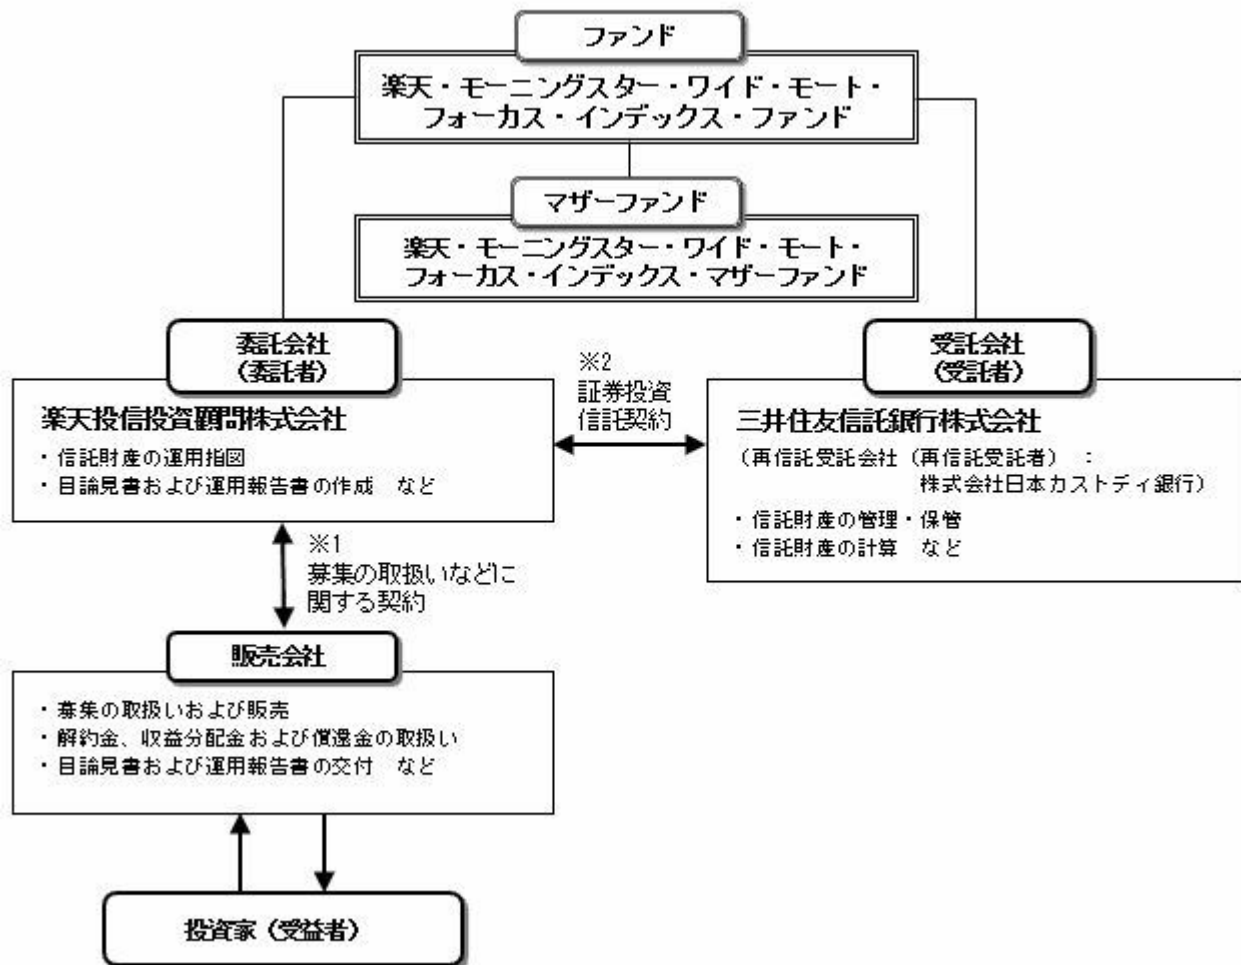 ファンド
楽天・モーニングスター・ワイド・モート・
フォーカス・インデックス・ファンド
マザーファンド
楽天・モーニングスター・ワイド・モート・
フォーカス・インデックス・マザーファンド
委託会社
(委託者)
楽天投信投資顧問株式会社
・信託財産の運用指図
・目論見書および運用報告書の作成　など
※2
証券投資
信託契約
受託会社
(受託者)
三井住友信託銀行株式会社
(再信託受託会社（再信託受託者）：
株式会社日本カストディ銀行)
・信託財産の管理・保管
・信託財産の計算　など
※1
募集の取扱いなどに
関する契約
販売会社
・募集の取扱いおよび販売
・解約金、収益分配金および償還金の取扱い
・目論見書および運用報告書の交付　など
投資家（受益者）